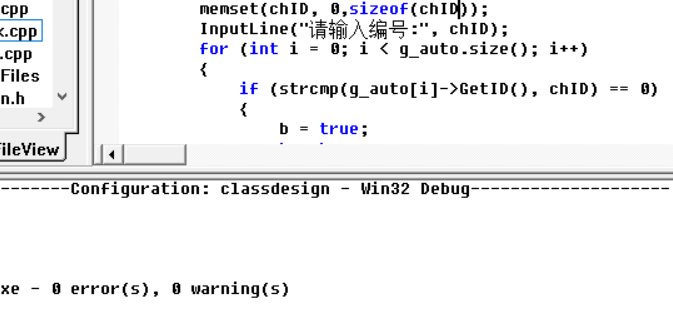 cpp
x.cpp
.cpp
Files
n.h
FileView
memset(chID, 0,sizeof(chID));
InputLine("请输入编号:", chID);
for (int i = 0; i < g_auto.size(); i++)
{
if (strcmp(g_auto[i]->GetID(), chID) == 0)
{
b = true;
-------Configuration: classdesign - Win32 Debug--------------------
xe - 0 error(s), 0 warning(s)